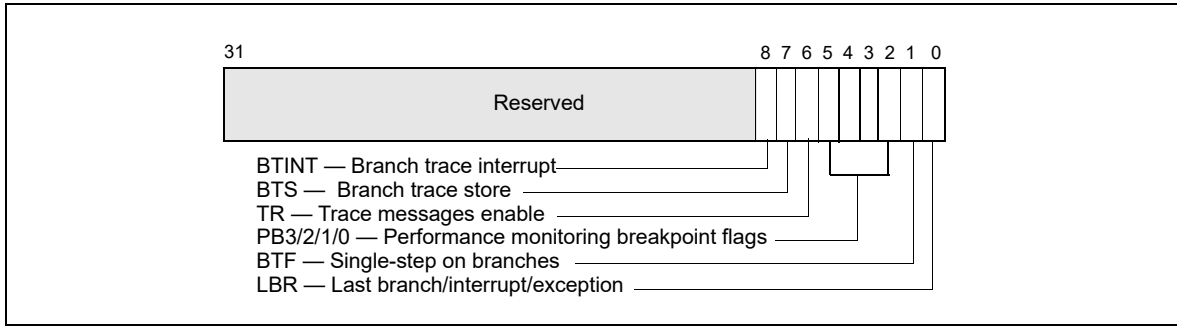 31 8 7 6 5 4 3 2 1 0
Reserved
BTINT — Branch trace interrupt
BTS — Branch trace store
TR — Trace messages enable
PB3/2/1/0 — Performance monitoring breakpoint flags
BTF — Single-step on branches
LBR — Last branch/interrupt/exception